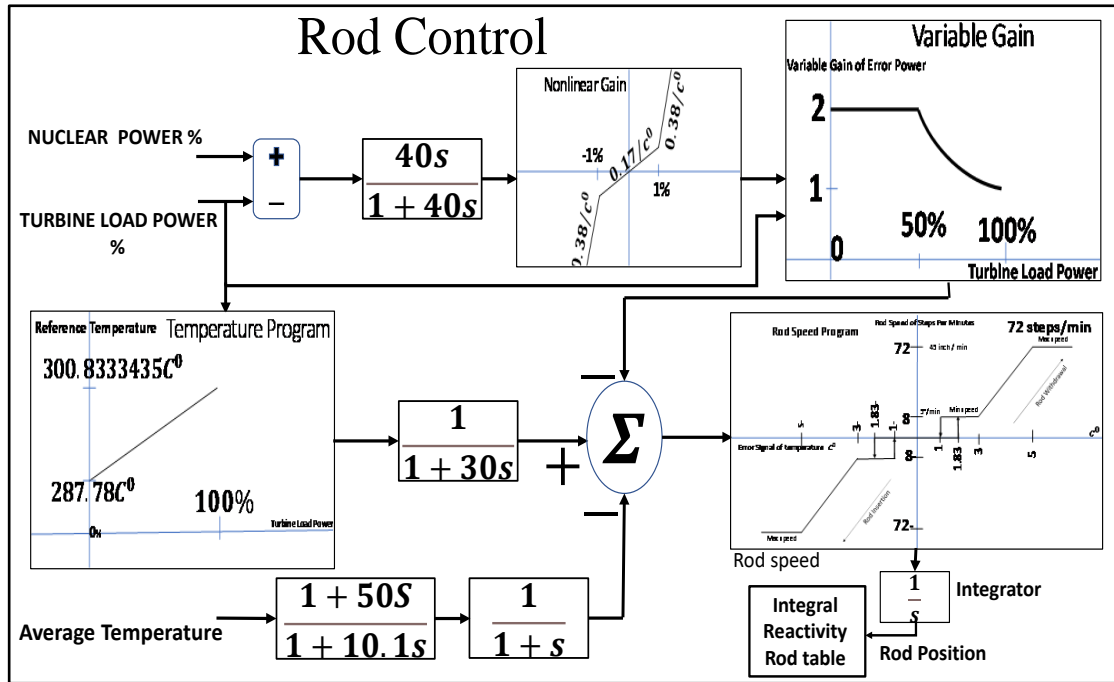 Rod Control
NUCLEAR POWER %
TURBINE LOAD POWER
%
+
−
40s
1 + 40s
Nonlinear Gain
-1%
1%
0.17/c⁰
0.38/c⁰
0.38/c⁰
Variable Gain
Variable Gain of Error Power
2
1
0
50%
100%
Turbine Load Power
Reference Temperature
Temperature Program
300.8333435C⁰
287.78C⁰
100%
0%
Turbine Load Power
1
1 + 30s
−
+
−
Σ
Rod Speed Program
Rod Speed of Steps Per Minutes
72 steps/min
Max speed
72
45 inch / min
Rod Withdrawal
8
5"/min
Min speed
5-
3-
1.83-
1-
1
1.83
3
5
C⁰
Error Signal of temperature C⁰
8-
Rod Insertion
72-
Max speed
Rod speed
Average Temperature
1 + 50S
1 + 10.1s
1
1 + s
1
s
Integrator
Integral
Reactivity
Rod table
Rod Position